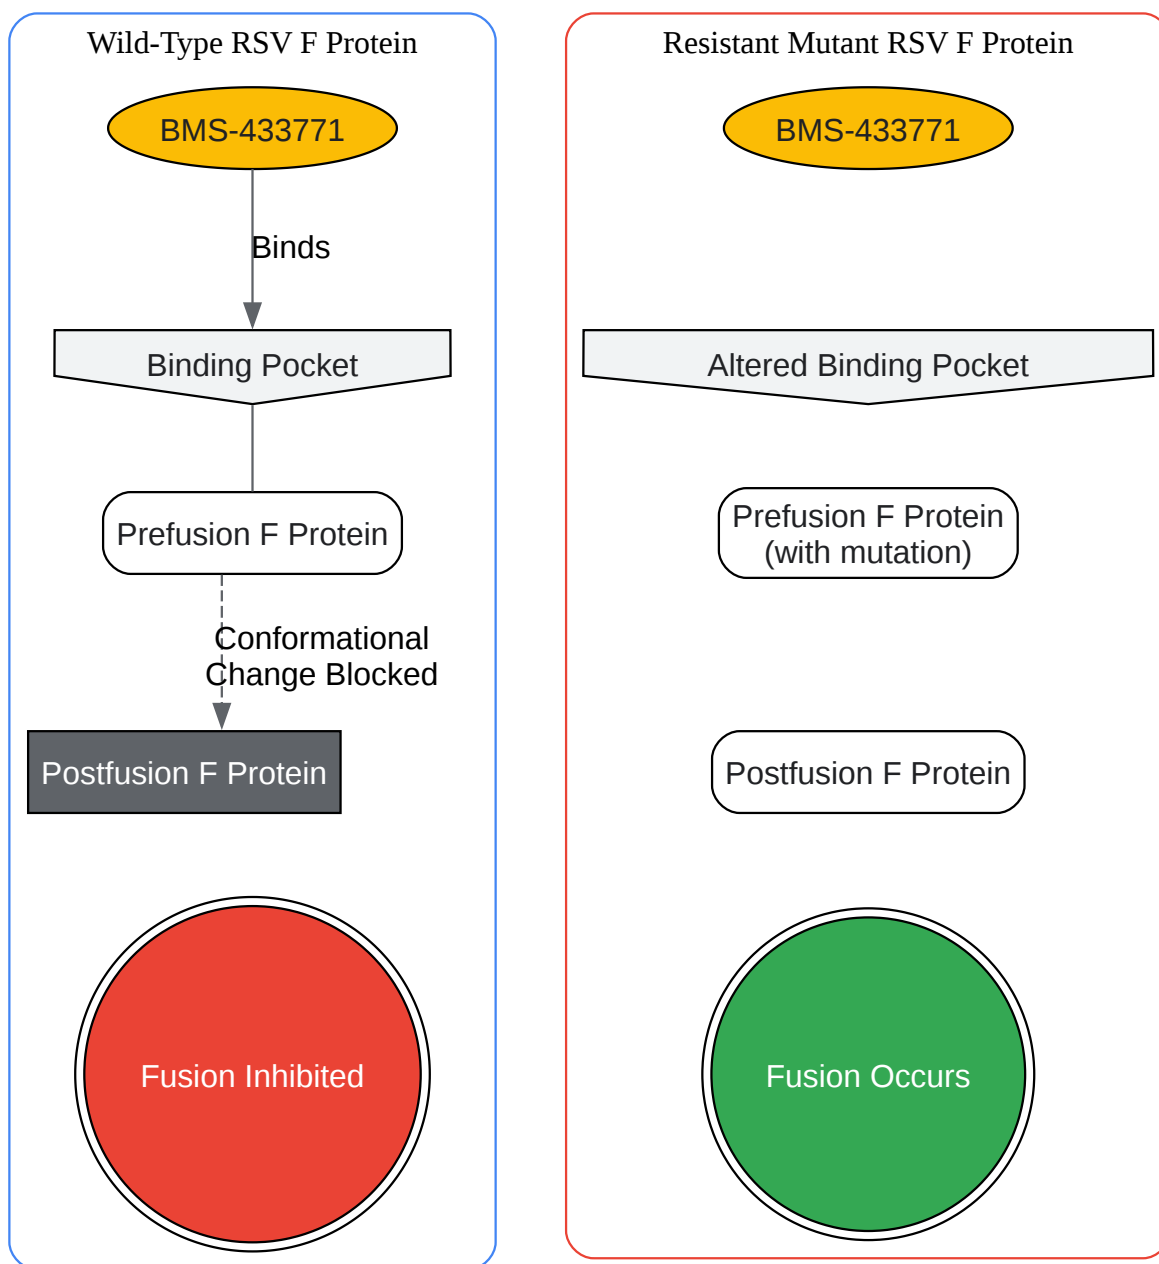 Wild-Type RSV F Protein
BMS-433771
Binds
Binding Pocket
Prefusion F Protein
Conformational
Change Blocked
Postfusion F Protein
Fusion Inhibited
Resistant Mutant RSV F Protein
BMS-433771
Altered Binding Pocket
Prefusion F Protein
(with mutation)
Postfusion F Protein
Fusion Occurs